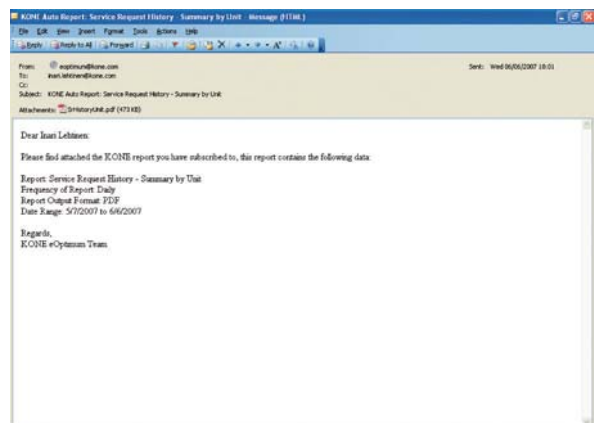 KONE Auto Report: Service Request History - Summary by Unit - Message (HTML)
File Edit View Insert Format Tools Actions Help
Reply Reply to All Forward
From: eoptimum@kone.com Sent: Wed 06/06/2007 18:01
To: inari.lehtinen@kone.com
Cc:
Subject: KONE Auto Report: Service Request History - Summary by Unit
Attachments: SrHistoryUnit.pdf (473 KB)
Dear Inari Lehtinen:
Please find attached the KONE report you have subscribed to, this report contains the following data:
Report: Service Request History - Summary by Unit
Frequency of Report: Daily
Report Output Format: PDF
Date Range: 5/7/2007 to 6/6/2007
Regards,
KONE eOptimum Team